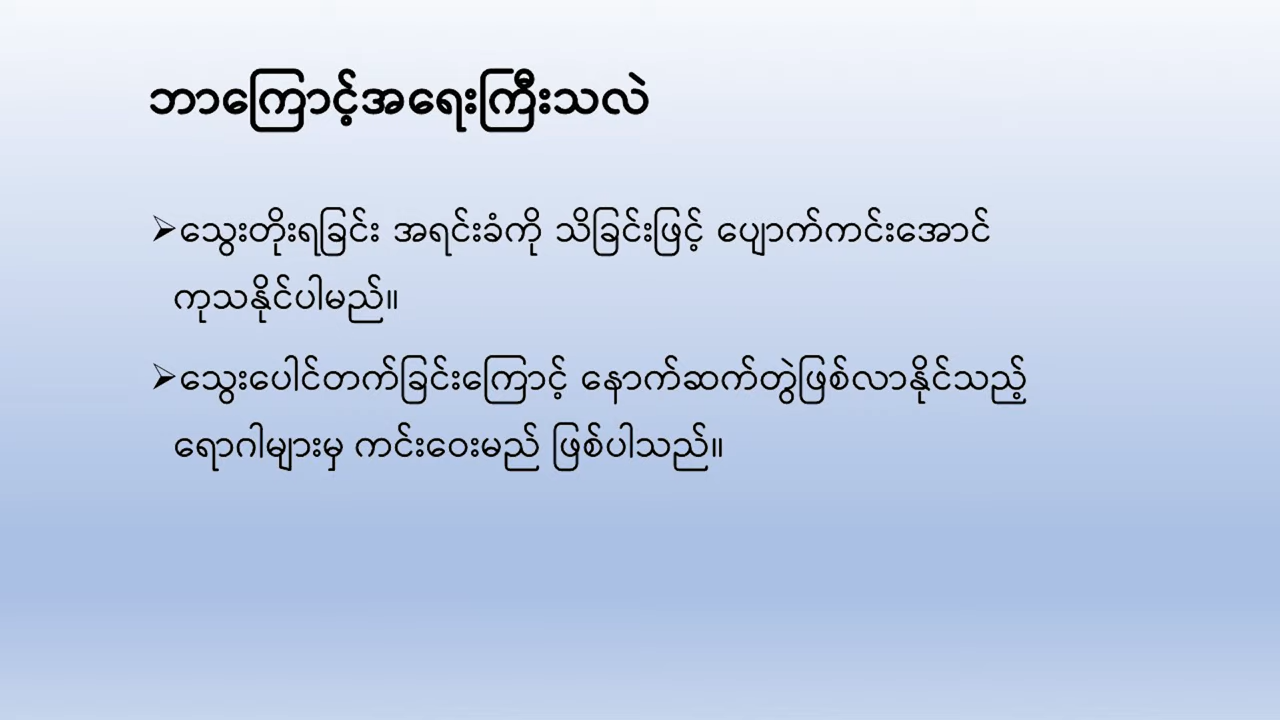 ဘာကြောင့်အရေးကြီးသလဲ
➢သွေးတိုးရခြင်း အရင်းခံကို သိခြင်းဖြင့် ပျောက်ကင်းအောင်
ကုသနိုင်ပါမည်။
➢သွေးပေါင်တက်ခြင်းကြောင့် နောက်ဆက်တွဲဖြစ်လာနိုင်သည့်
ရောဂါများမှ ကင်းဝေးမည် ဖြစ်ပါသည်။